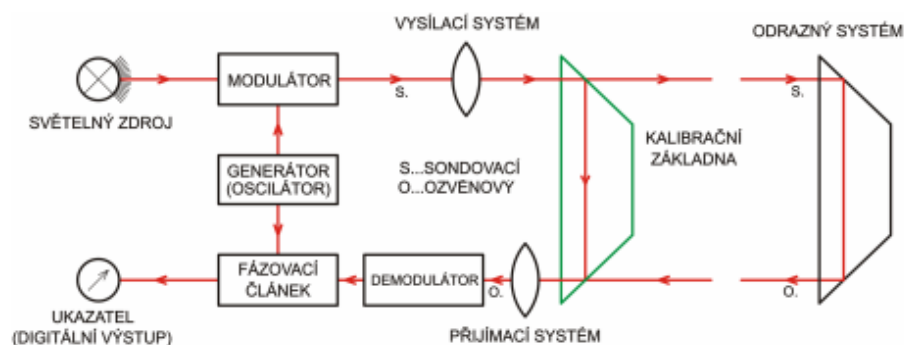 VYSÍLACÍ SYSTÉM
ODRAZNÝ SYSTÉM
MODULÁTOR
S.
S.
SVĚTELNÝ ZDROJ
KALIBRAČNÍ
ZÁKLADNA
GENERÁTOR
(OSCILÁTOR)
S...SONDOVACÍ
O...OZVĚNOVÝ
FÁZOVACÍ
ČLÁNEK
DEMODULÁTOR
O.
O.
UKAZATEL
(DIGITÁLNÍ VÝSTUP)
PŘIJÍMACÍ SYSTÉM